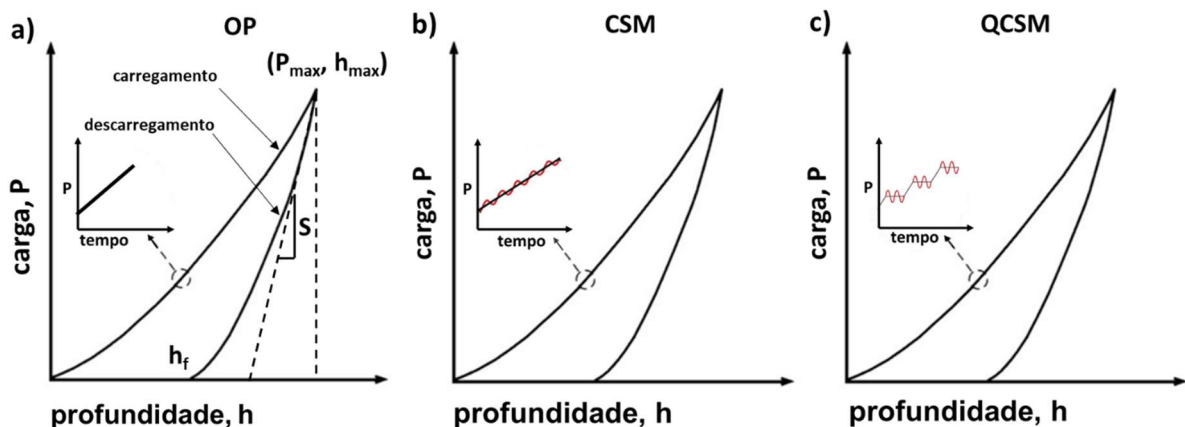 a)
OP
carga, P
(Pmax, hmax)
carregamento
descarregamento
P
tempo
S
hf
profundidade, h
b)
CSM
carga, P
P
tempo
profundidade, h
c)
QCSM
carga, P
P
tempo
profundidade, h